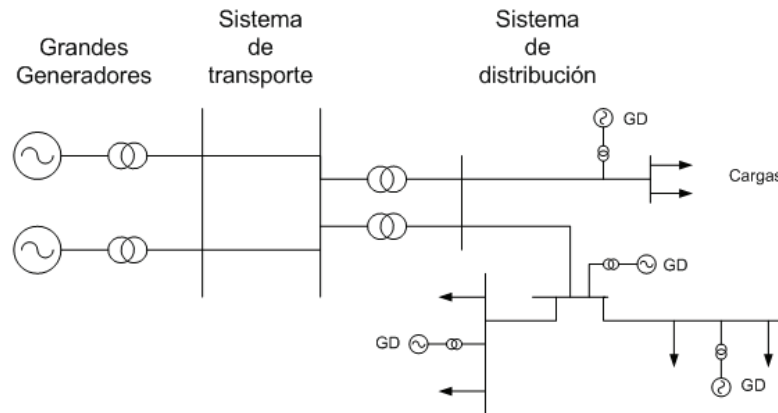 Grandes
Generadores
Sistema
de
transporte
Sistema
de
distribución
GD
Cargas
GD
GD
GD